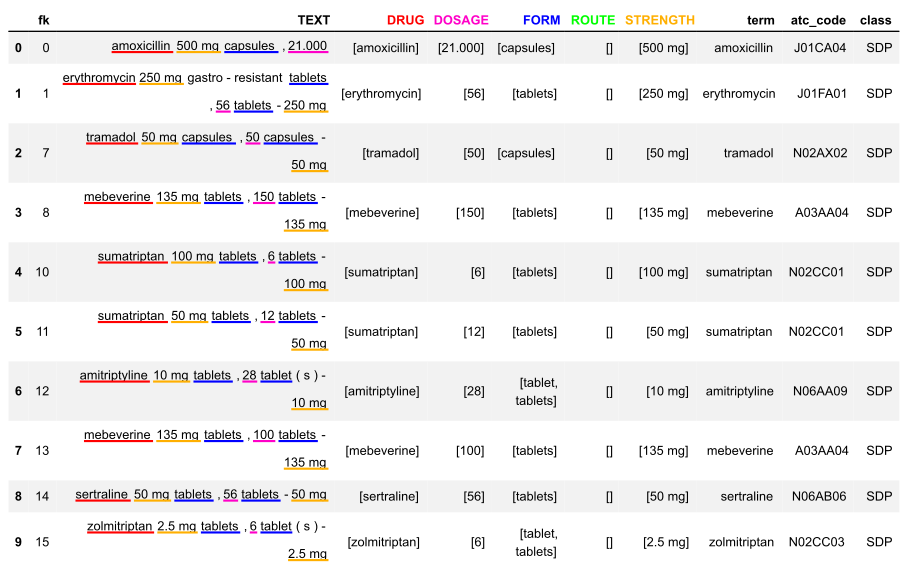 fk TEXT DRUG DOSAGE FORM ROUTE STRENGTH term atc_code class
0 0 amoxicillin 500 mg capsules , 21.000 [amoxicillin] [21.000] [capsules] [] [500 mg] amoxicillin J01CA04 SDP
erythromycin 250 mg gastro - resistant tablets
1 1 , 56 tablets - 250 mg [erythromycin] [56] [tablets] [] [250 mg] erythromycin J01FA01 SDP
tramadol 50 mg capsules , 50 capsules -
2 7 50 mg [tramadol] [50] [capsules] [] [50 mg] tramadol N02AX02 SDP
mebeverine 135 mg tablets , 150 tablets -
3 8 135 mg [mebeverine] [150] [tablets] [] [135 mg] mebeverine A03AA04 SDP
sumatriptan 100 mg tablets , 6 tablets -
4 10 100 mg [sumatriptan] [6] [tablets] [] [100 mg] sumatriptan N02CC01 SDP
sumatriptan 50 mg tablets , 12 tablets -
5 11 50 mg [sumatriptan] [12] [tablets] [] [50 mg] sumatriptan N02CC01 SDP
amitriptyline 10 mg tablets , 28 tablet ( s ) -
6 12 10 mg [amitriptyline] [28] [tablet, tablets] [] [10 mg] amitriptyline N06AA09 SDP
mebeverine 135 mg tablets , 100 tablets -
7 13 135 mg [mebeverine] [100] [tablets] [] [135 mg] mebeverine A03AA04 SDP
8 14 sertraline 50 mg tablets , 56 tablets - 50 mg [sertraline] [56] [tablets] [] [50 mg] sertraline N06AB06 SDP
zolmitriptan 2.5 mg tablets , 6 tablet ( s ) -
9 15 2.5 mg [zolmitriptan] [6] [tablet, tablets] [] [2.5 mg] zolmitriptan N02CC03 SDP